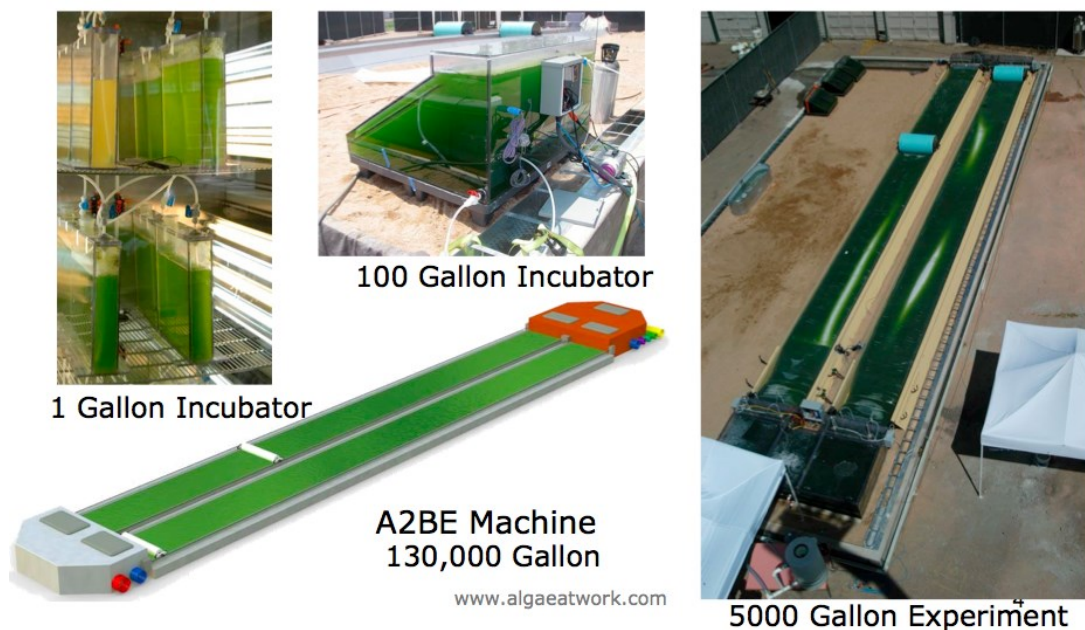 100 Gallon Incubator
1 Gallon Incubator
A2BE Machine
130,000 Gallon
www.algaeatwork.com
4
5000 Gallon Experiment